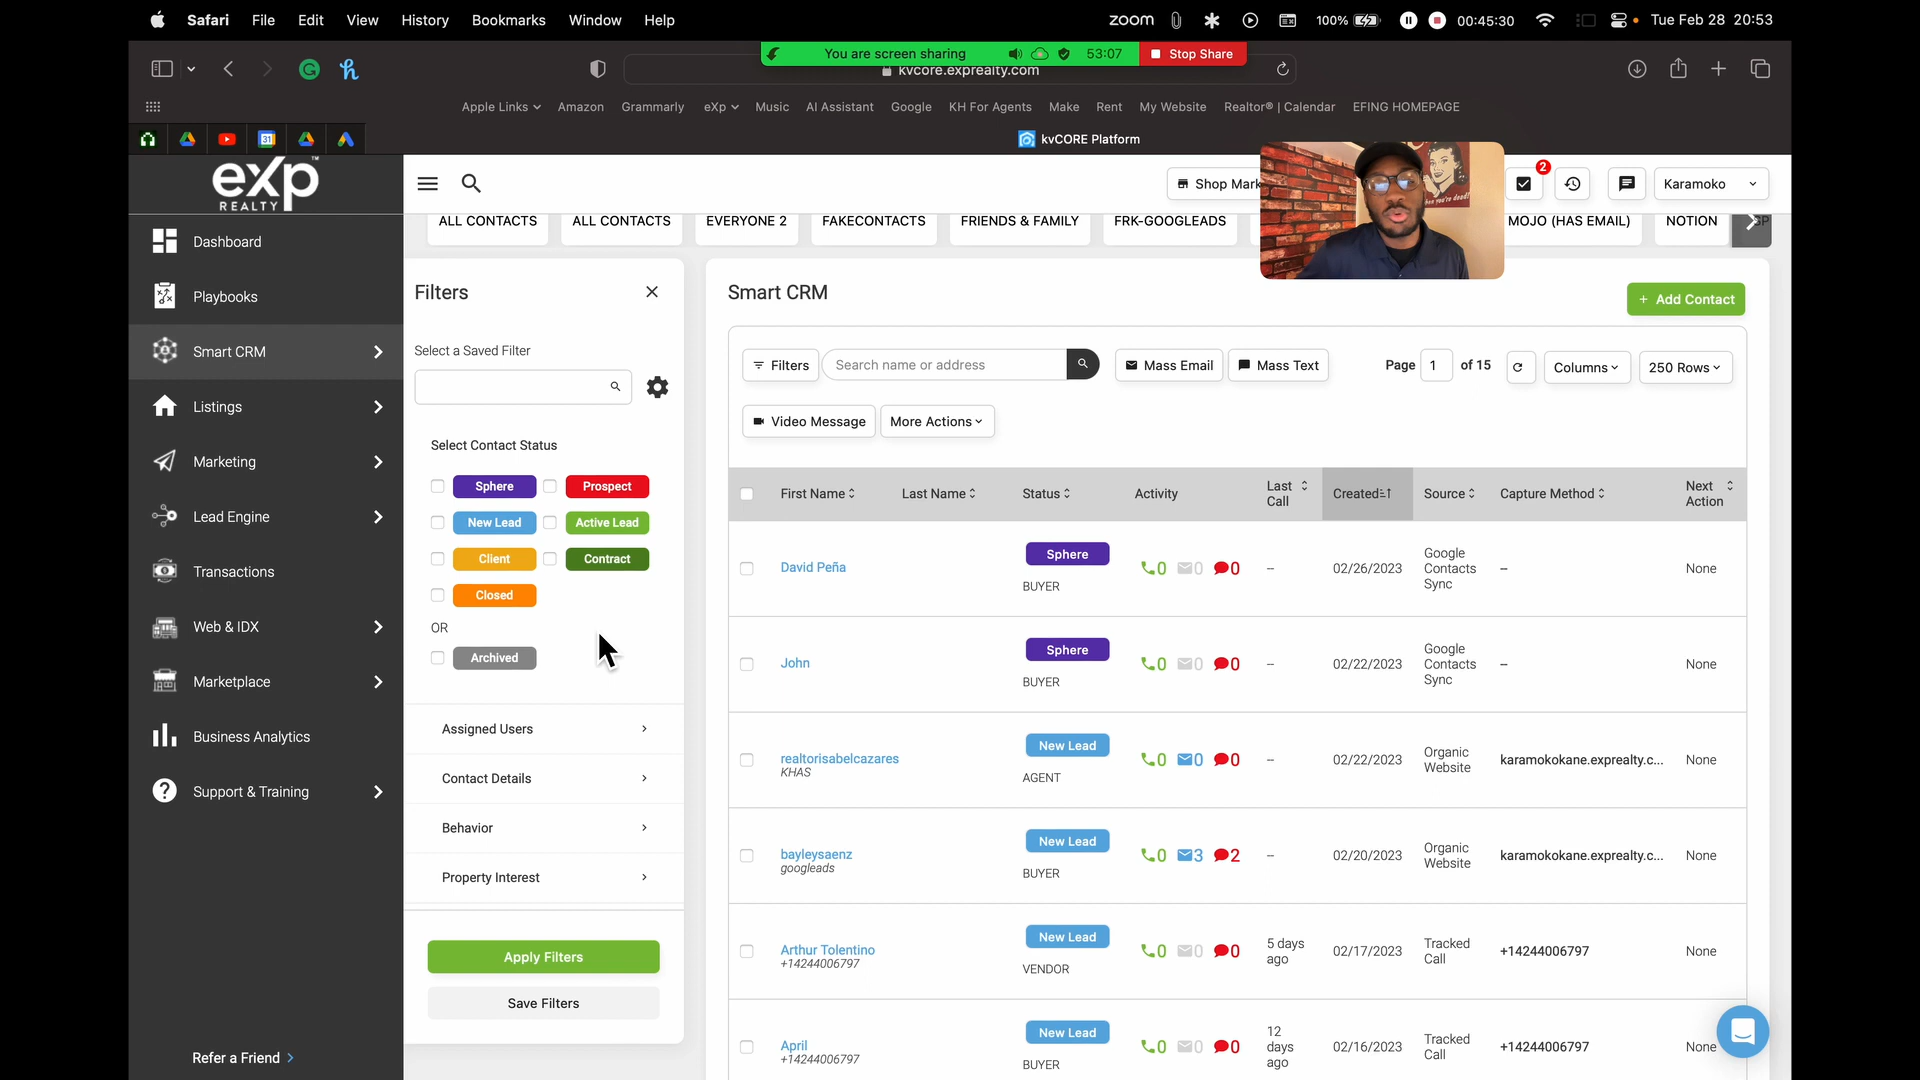 Safari File Edit View History Bookmarks Window Help
zoom 100% 00:45:30 Tue Feb 28 20:53
You are screen sharing 53:07 Stop Share
kvcore.exprealty.com
Apple Links Amazon Grammarly eXp Music AI Assistant Google KH For Agents Make Rent My Website Realtor® | Calendar EFING HOMEPAGE
31
kvCORE Platform
exp™
REALTY
Shop Mark
2
Karamoko
ALL CONTACTS
ALL CONTACTS
EVERYONE 2
FAKECONTACTS
FRIENDS & FAMILY
FRK-GOOGLEADS
MOJO (HAS EMAIL)
NOTION
Dashboard
Playbooks
Smart CRM
Listings
Marketing
Lead Engine
Transactions
Web & IDX
Marketplace
Business Analytics
Support & Training
Refer a Friend
Filters
Select a Saved Filter
Select Contact Status
Sphere Prospect
New Lead Active Lead
Client Contract
Closed
OR
Archived
Assigned Users
Contact Details
Behavior
Property Interest
Apply Filters
Save Filters
Smart CRM
+ Add Contact
Filters
Search name or address
Mass Email
Mass Text
Page 1 of 15
Columns
250 Rows
Video Message
More Actions
First Name Last Name Status Activity Last Call Created Source Capture Method Next Action
David Peña Sphere BUYER 0 0 0 -- 02/26/2023 Google Contacts Sync -- None
John Sphere BUYER 0 0 0 -- 02/22/2023 Google Contacts Sync -- None
realtorisabelcazares KHAS New Lead AGENT 0 0 0 -- 02/22/2023 Organic Website karamokokane.exprealty.c... None
bayleysaenz googleads New Lead BUYER 0 3 2 -- 02/20/2023 Organic Website karamokokane.exprealty.c... None
Arthur Tolentino +14244006797 New Lead VENDOR 0 0 0 5 days ago 02/17/2023 Tracked Call +14244006797 None
April +14244006797 New Lead BUYER 0 0 0 12 days ago 02/16/2023 Tracked Call +14244006797 None